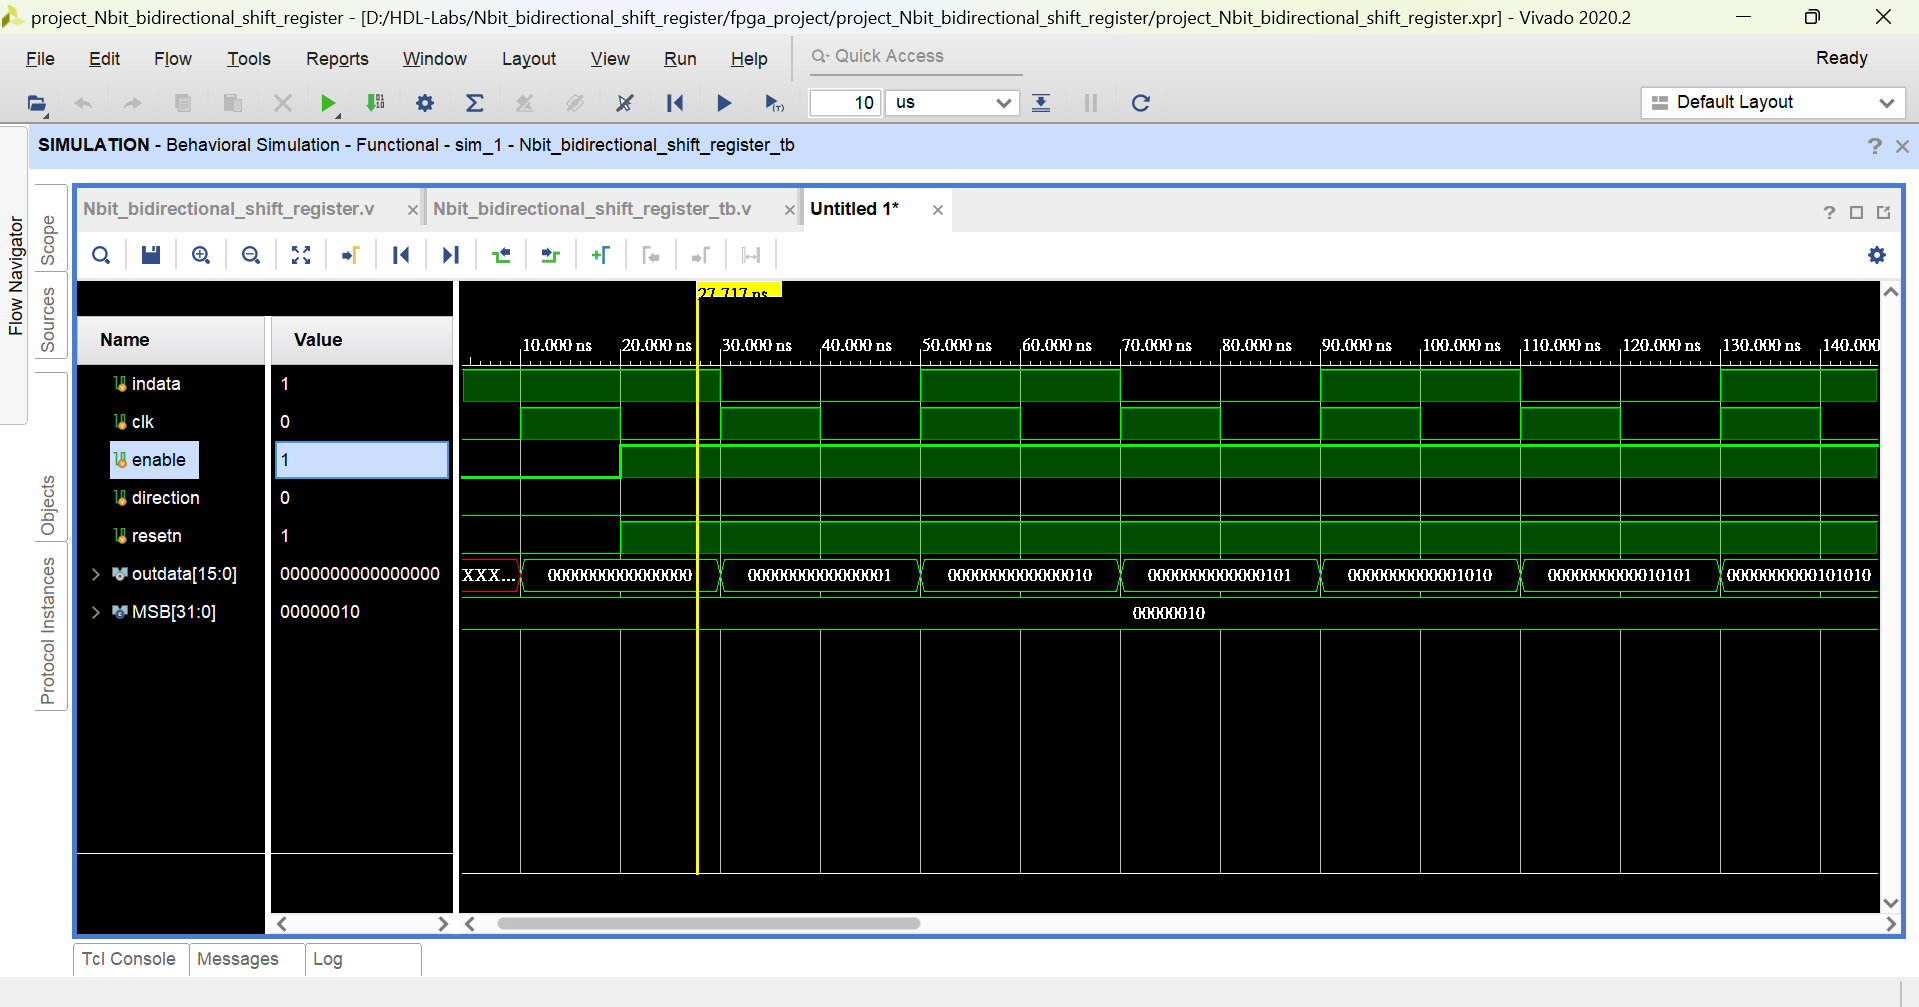 project_Nbit_bidirectional_shift_register - [D:/HDL-Labs/Nbit_bidirectional_shift_register/fpga_project/project_Nbit_bidirectional_shift_register/project_Nbit_bidirectional_shift_register.xpr] - Vivado 2020.2
File Edit Flow Tools Reports Window Layout View Run Help Quick Access Ready
10 us Default Layout
SIMULATION - Behavioral Simulation - Functional - sim_1 - Nbit_bidirectional_shift_register_tb
Flow Navigator
Scope
Sources
Objects
Protocol Instances
Nbit_bidirectional_shift_register.v Nbit_bidirectional_shift_register_tb.v Untitled 1*
27.717 ns
Name Value
10.000 ns 20.000 ns 30.000 ns 40.000 ns 50.000 ns 60.000 ns 70.000 ns 80.000 ns 90.000 ns 100.000 ns 110.000 ns 120.000 ns 130.000 ns 140.000
indata 1
clk 0
enable 1
direction 0
resetn 1
outdata[15:0] 0000000000000000 XXX... 0000000000000000 0000000000000001 0000000000000010 0000000000000101 0000000000001010 0000000000010101 0000000000101010
MSB[31:0] 00000010 00000010
Tcl Console Messages Log